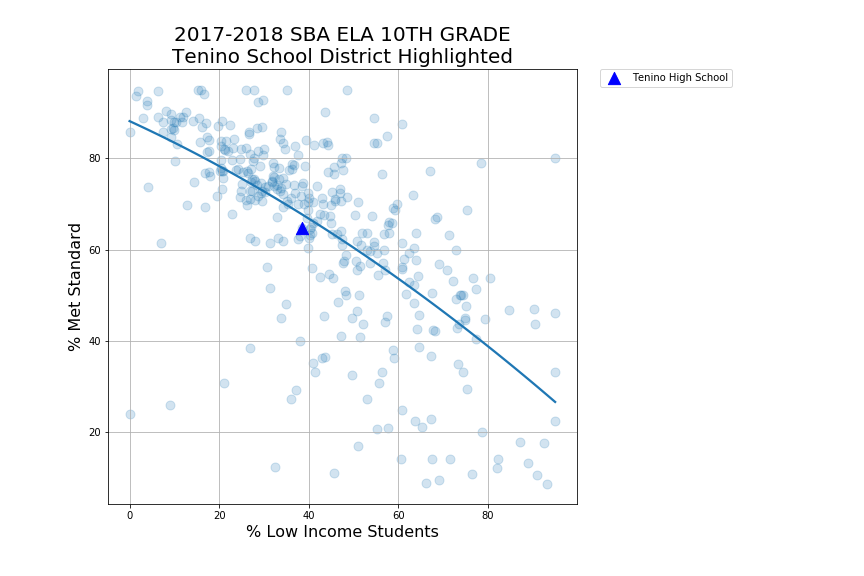 2017-2018 SBA ELA 10TH GRADE
Tenino School District Highlighted
Tenino High School
80
60
40
20
% Met Standard
0 20 40 60 80
% Low Income Students